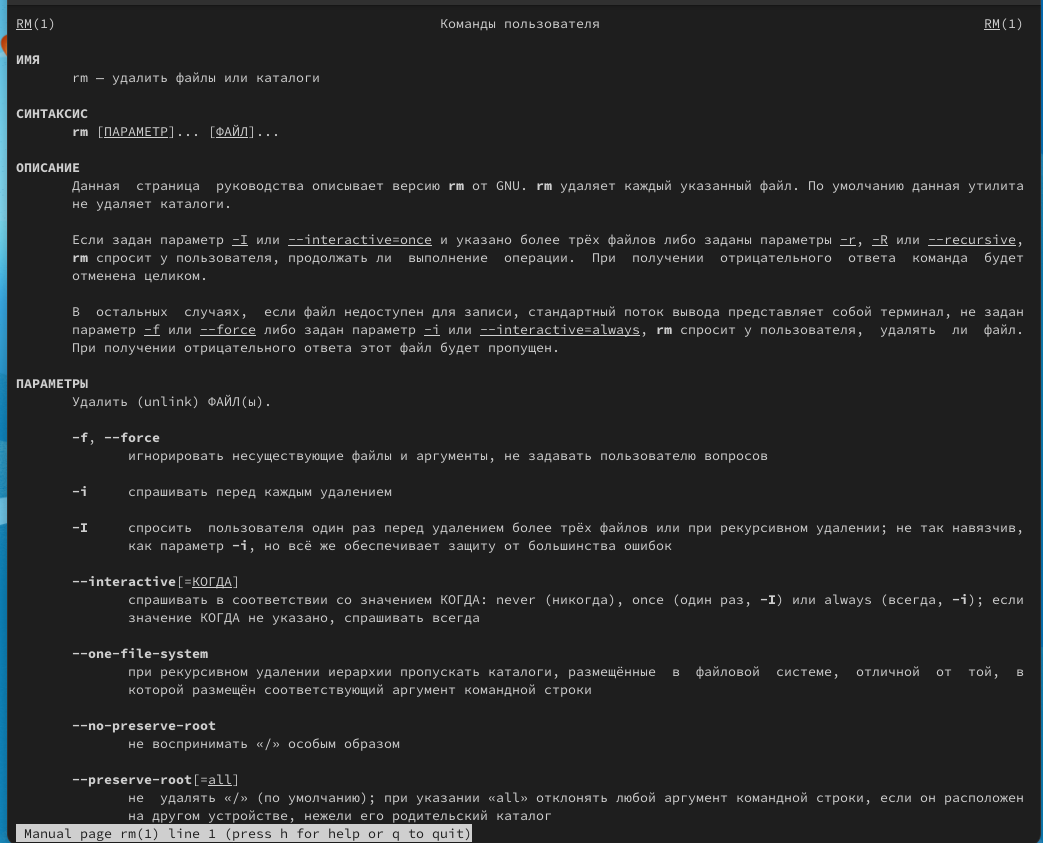 RM(1) Команды пользователя RM(1)
ИМЯ
rm — удалить файлы или каталоги
СИНТАКСИС
rm [ПАРАМЕТР]... [ФАЙЛ]...
ОПИСАНИЕ
Данная страница руководства описывает версию rm от GNU. rm удаляет каждый указанный файл. По умолчанию данная утилита
не удаляет каталоги.
Если задан параметр -I или --interactive=once и указано более трёх файлов либо заданы параметры -r, -R или --recursive,
rm спросит у пользователя, продолжать ли выполнение операции. При получении отрицательного ответа команда будет
отменена целиком.
В остальных случаях, если файл недоступен для записи, стандартный поток вывода представляет собой терминал, не задан
параметр -f или --force либо задан параметр -i или --interactive=always, rm спросит у пользователя, удалять ли файл.
При получении отрицательного ответа этот файл будет пропущен.
ПАРАМЕТРЫ
Удалить (unlink) ФАЙЛ(ы).
-f, --force
игнорировать несуществующие файлы и аргументы, не задавать пользователю вопросов
-i спрашивать перед каждым удалением
-I спросить пользователя один раз перед удалением более трёх файлов или при рекурсивном удалении; не так навязчив,
как параметр -i, но всё же обеспечивает защиту от большинства ошибок
--interactive[=КОГДА]
спрашивать в соответствии со значением КОГДА: never (никогда), once (один раз, -I) или always (всегда, -i); если
значение КОГДА не указано, спрашивать всегда
--one-file-system
при рекурсивном удалении иерархии пропускать каталоги, размещённые в файловой системе, отличной от той, в
которой размещён соответствующий аргумент командной строки
--no-preserve-root
не воспринимать «/» особым образом
--preserve-root[=all]
не удалять «/» (по умолчанию); при указании «all» отклонять любой аргумент командной строки, если он расположен
на другом устройстве, нежели его родительский каталог
Manual page rm(1) line 1 (press h for help or q to quit)